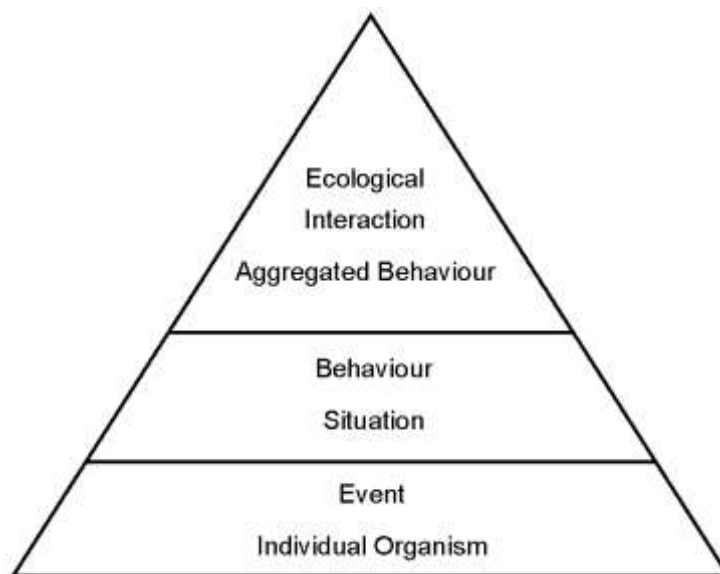 Ecological
Interaction
Aggregated Behaviour
Behaviour
Situation
Event
Individual Organism